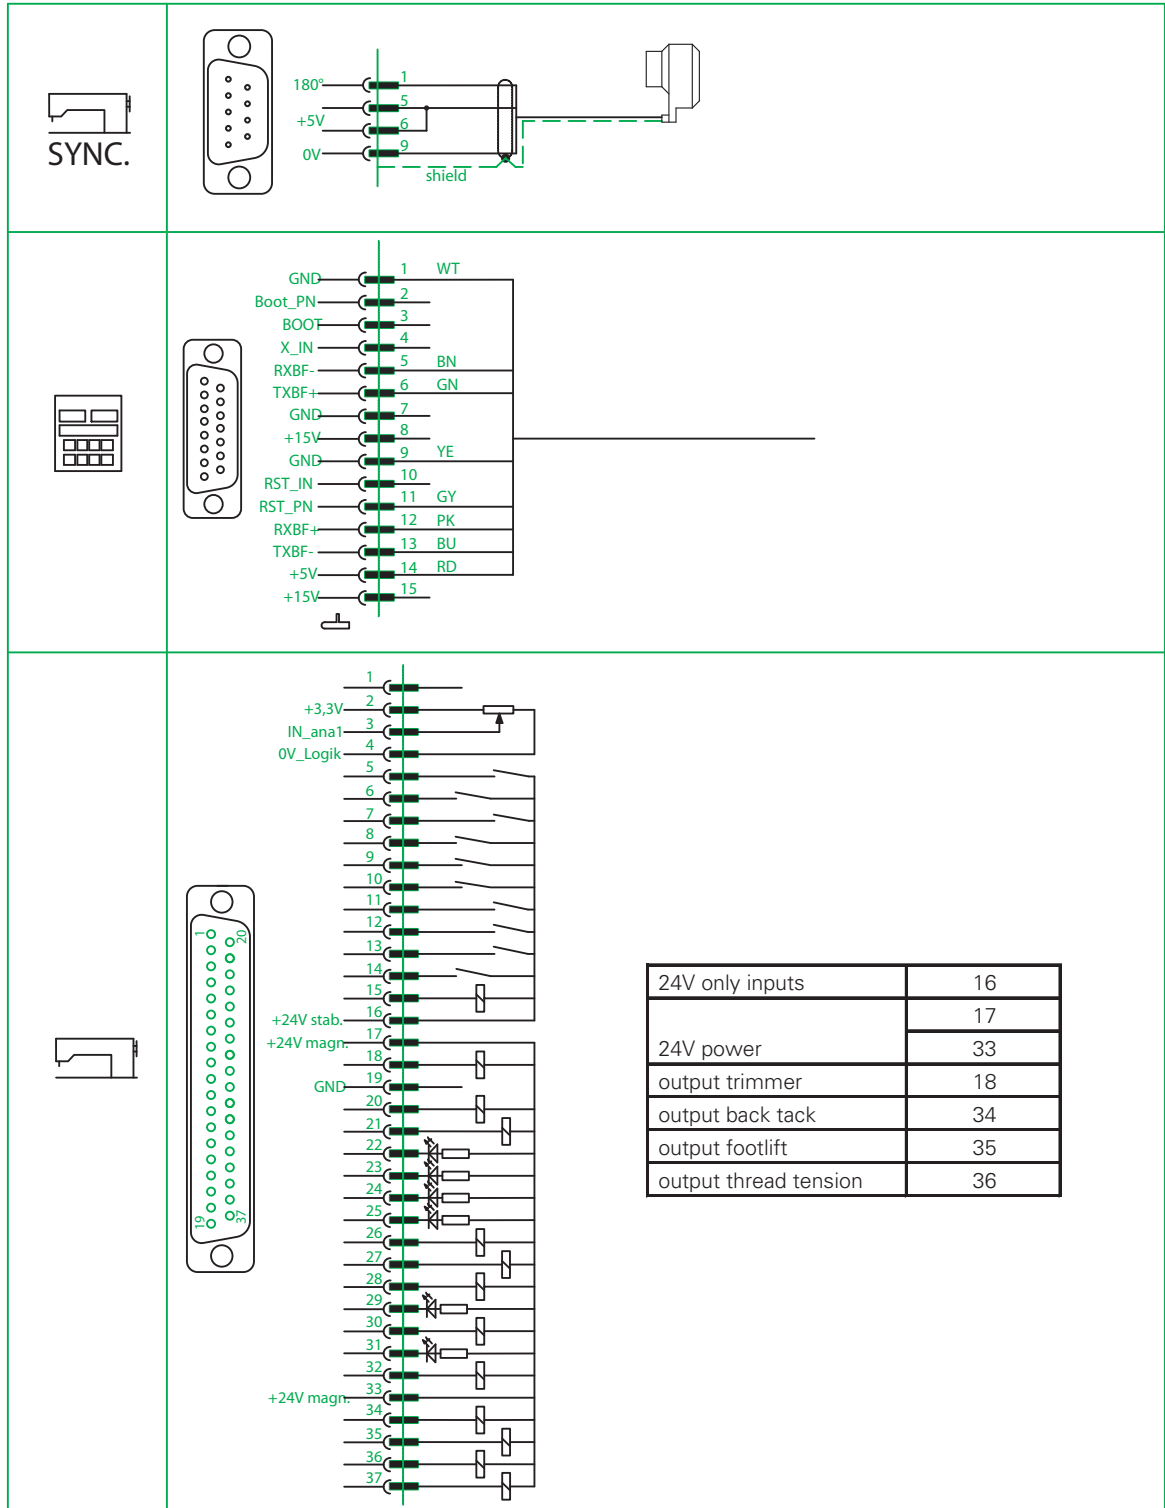 SYNC.
180° 1
5
+5V 6
0V 9
shield
GND 1 WT
Boot_PN 2
BOOT 3
X_IN 4
RXBF- 5 BN
TXBF+ 6 GN
GND 7
+15V 8
GND 9 YE
RST_IN 10
RST_PN 11 GY
RXBF+ 12 PK
TXBF- 13 BU
+5V 14 RD
+15V 15
1 20
19 37
1
+3,3V 2
IN_ana1 3
0V_Logik 4
5
6
7
8
9
10
11
12
13
14
15
+24V stab. 16
+24V magn. 17
18
GND 19
20
21
22
23
24
25
26
27
28
29
30
31
32
+24V magn. 33
34
35
36
37
24V only inputs 16
17
24V power 33
output trimmer 18
output back tack 34
output footlift 35
output thread tension 36